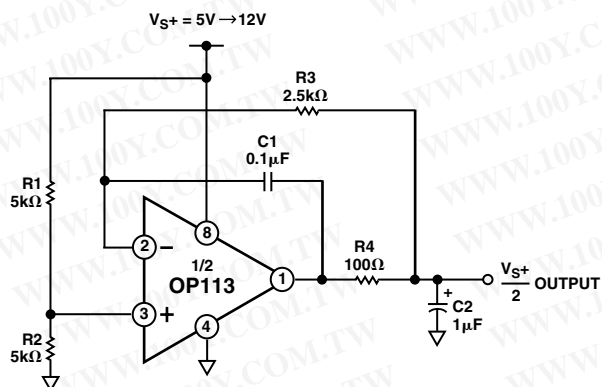 VS+ = 5V→12V
R3
2.5kΩ
C1
0.1µF
R1
5kΩ
2
−
8
1/2
OP113
1
R4
100Ω
VS+
2
OUTPUT
3
+
4
+
C2
1µF
R2
5kΩ
WWW.100Y.COM.TW